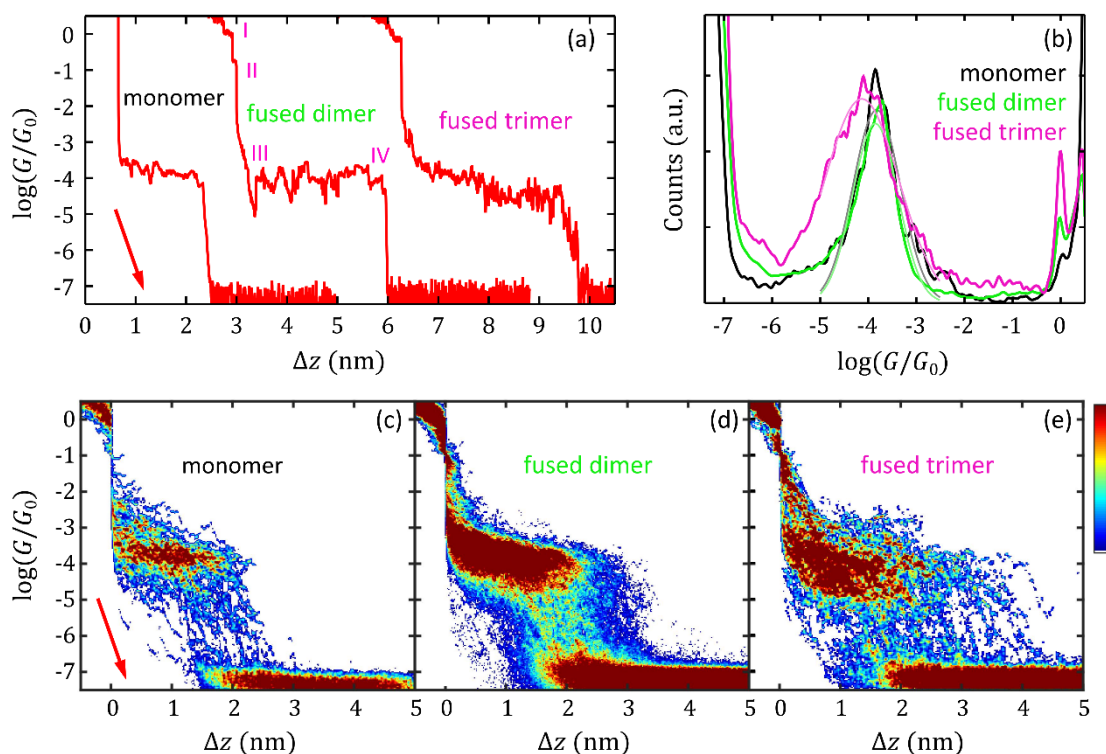 (a)
log(G/G₀)
0
-1
-2
-3
-4
-5
-6
-7
monomer
fused dimer
fused trimer
I
II
III
IV
0 1 2 3 4 5 6 7 8 9 10
Δz (nm)
(b)
Counts (a.u.)
monomer
fused dimer
fused trimer
-7 -6 -5 -4 -3 -2 -1 0
log(G/G₀)
(c)
log(G/G₀)
0
-1
-2
-3
-4
-5
-6
-7
monomer
0 1 2 3 4 5
Δz (nm)
(d)
fused dimer
0 1 2 3 4 5
Δz (nm)
(e)
fused trimer
0 1 2 3 4 5
Δz (nm)